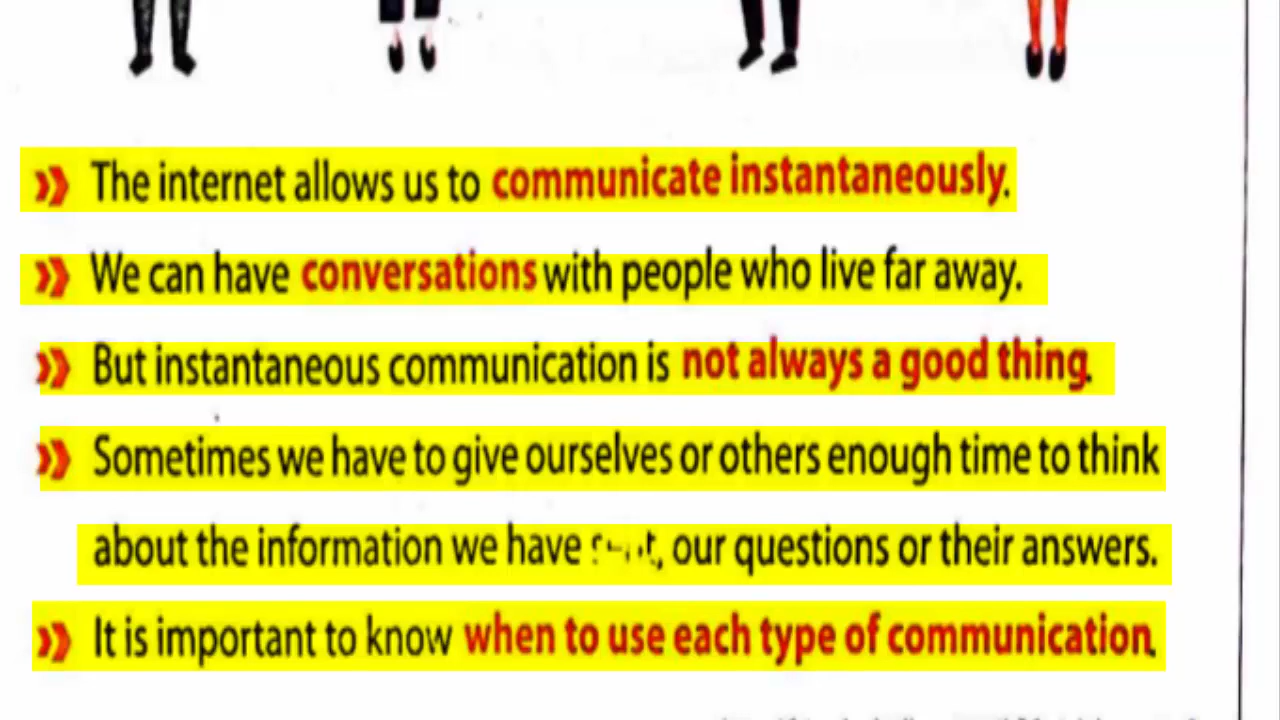 » The internet allows us to communicate instantaneously.
» We can have conversations with people who live far away.
» But instantaneous communication is not always a good thing.
» Sometimes we have to give ourselves or others enough time to think
about the information we have , our questions or their answers.
» It is important to know when to use each type of communication.